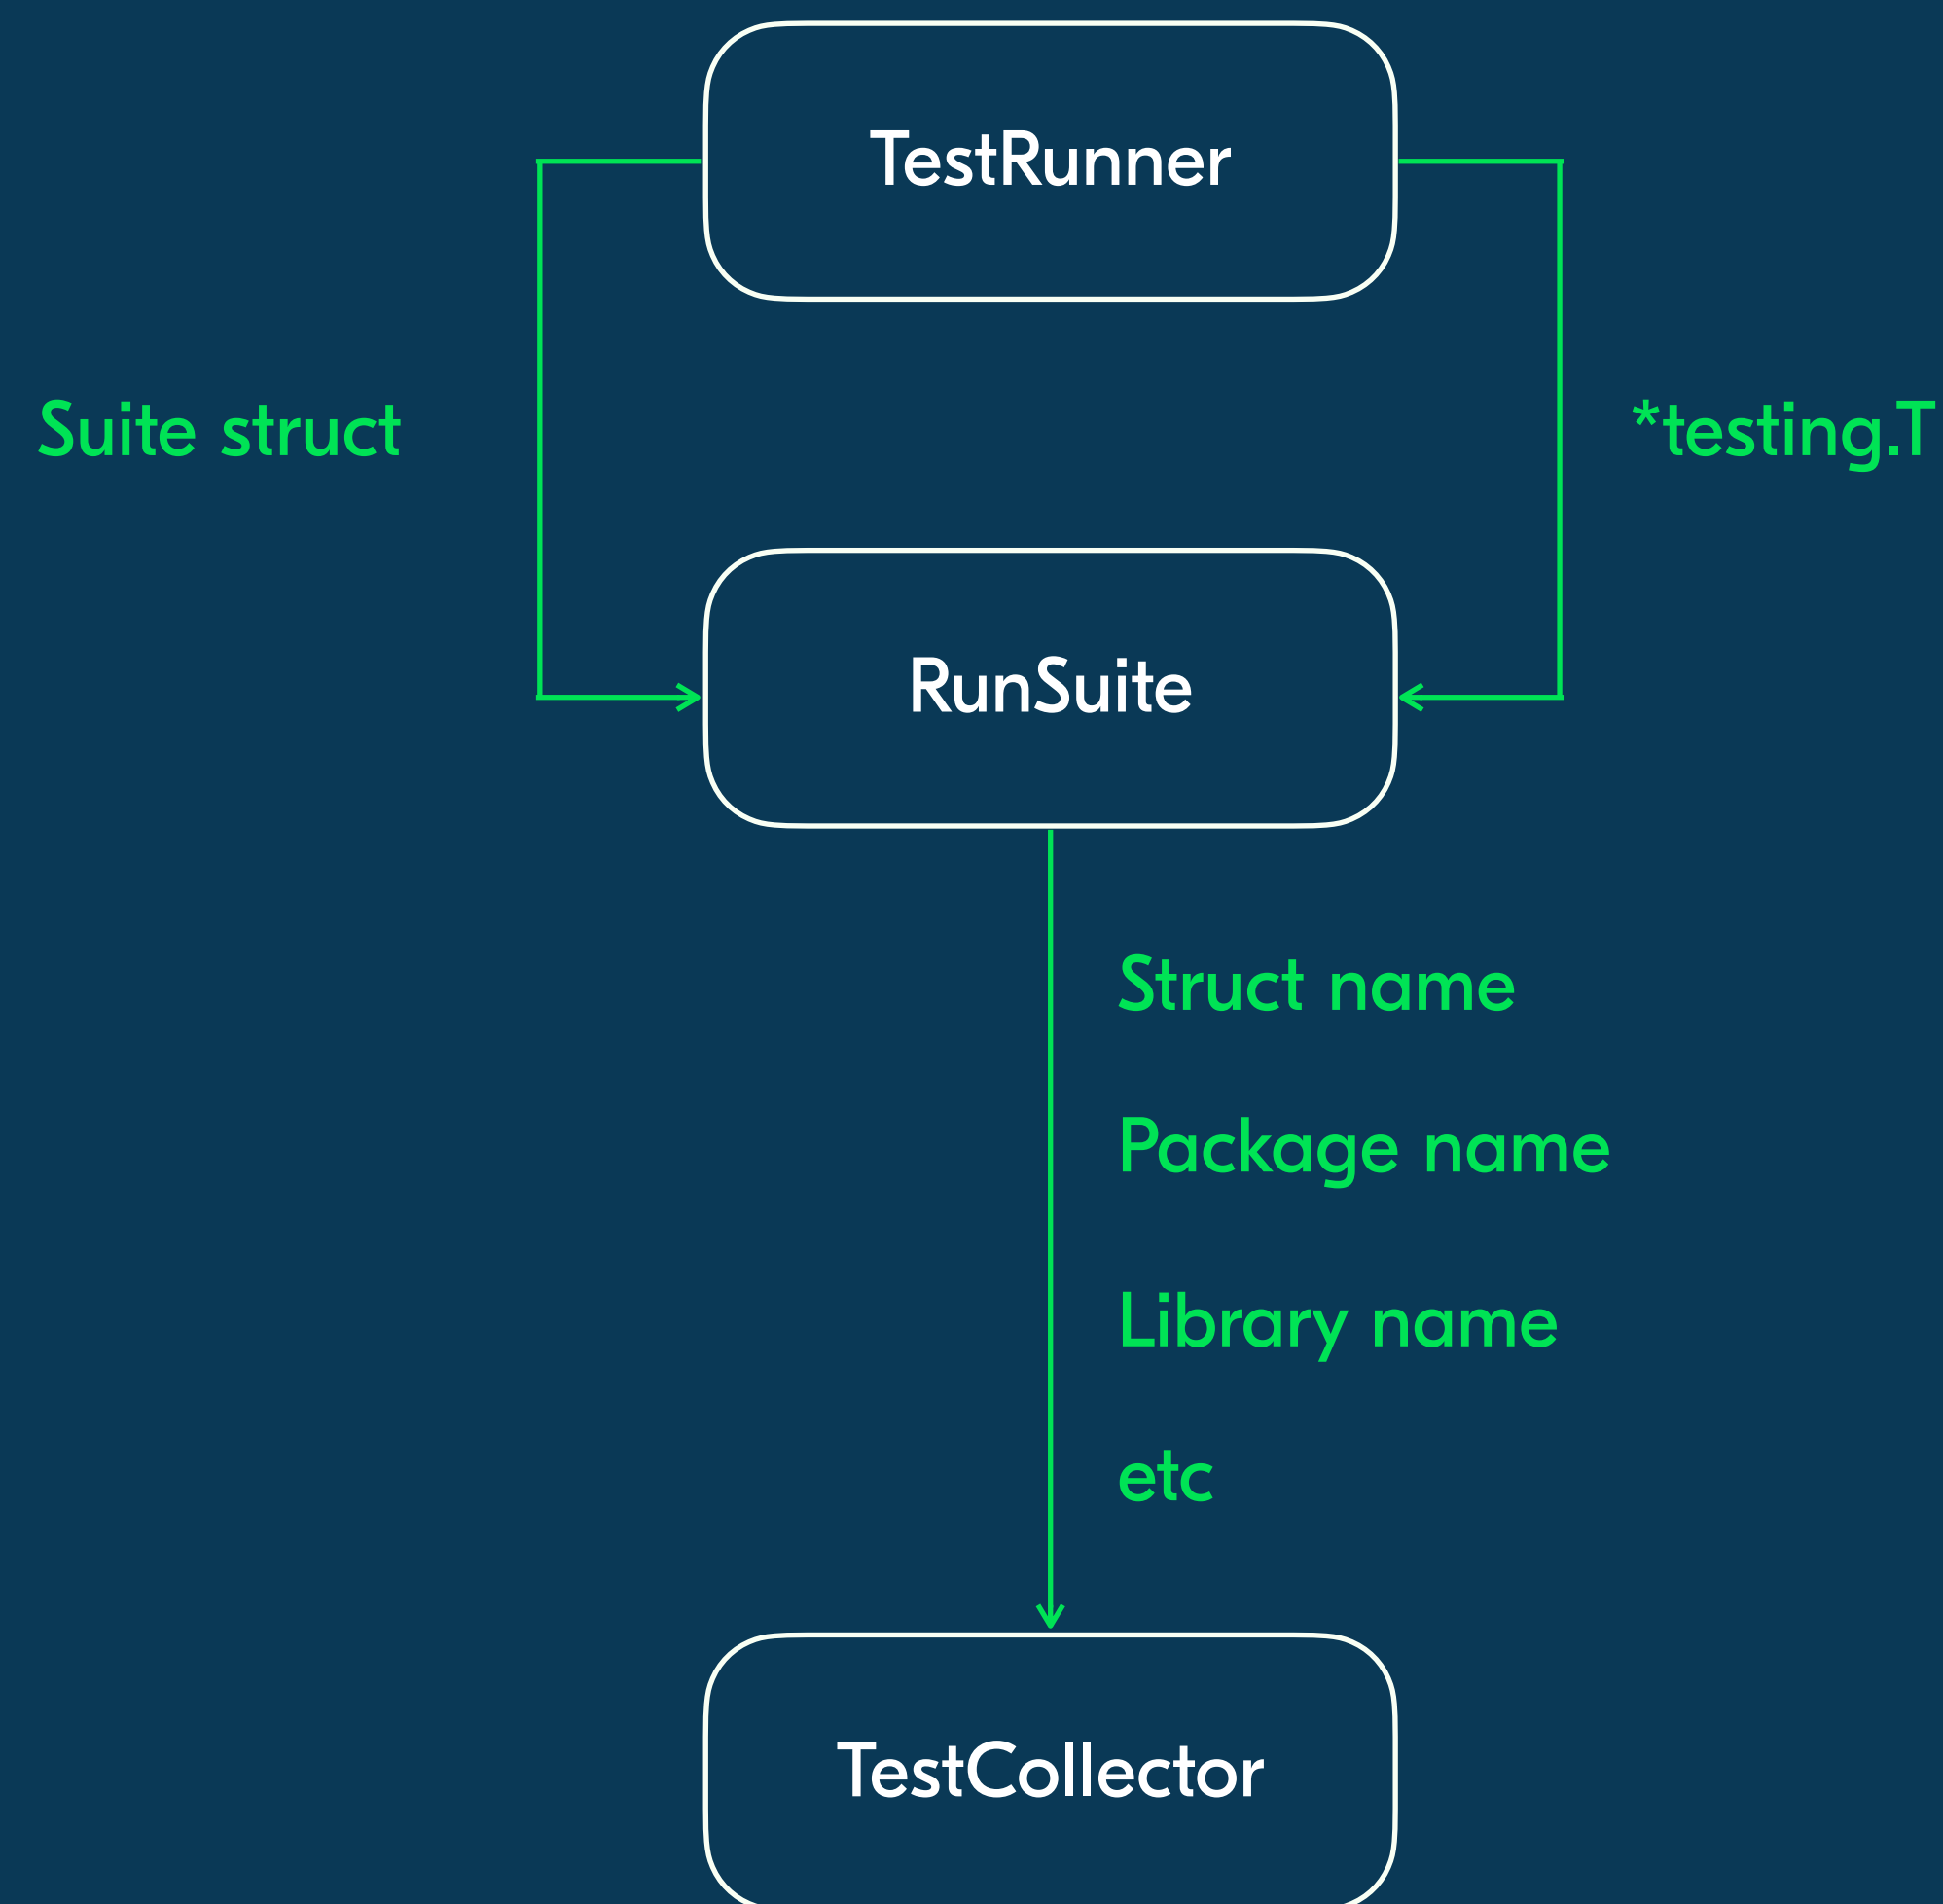 TestRunner
Suite struct
*testing.T
RunSuite
Struct name
Package name
Library name
etc
TestCollector